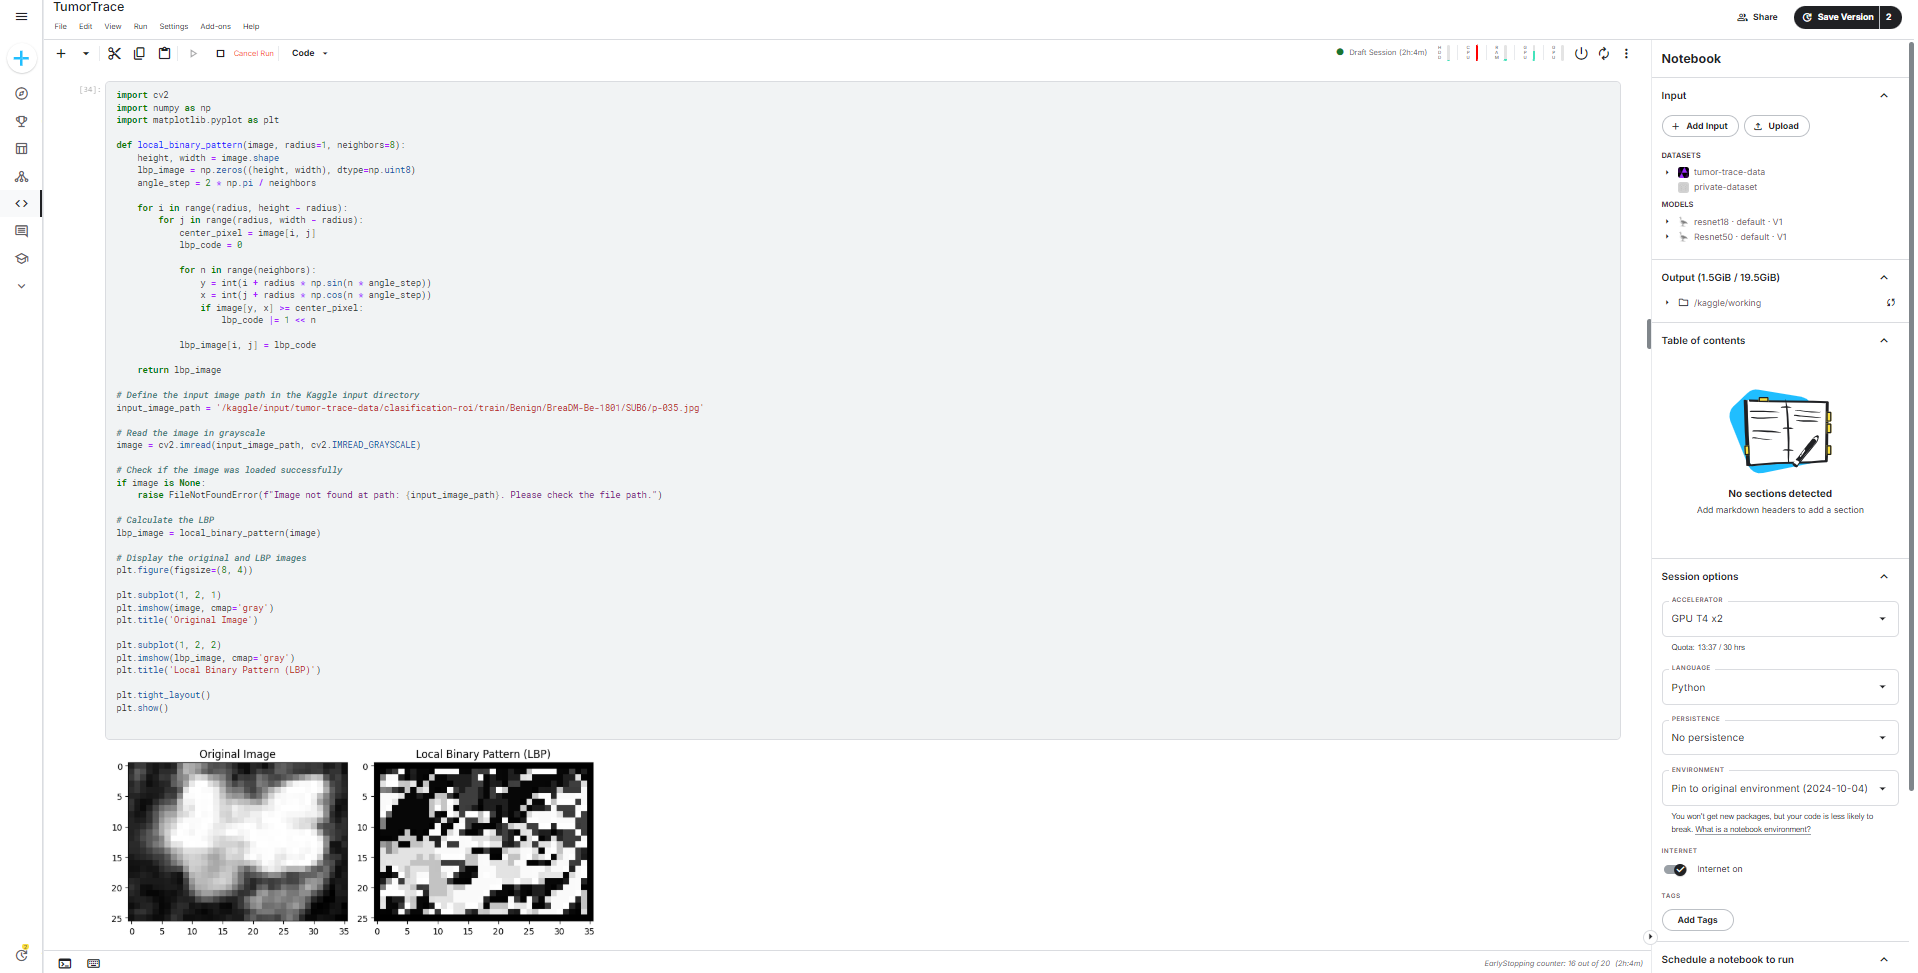 TumorTrace
File Edit View Run Settings Add-ons Help
Share
Save Version 2
Cancel Run
Code
Draft Session (2h:4m)
[34]:
import cv2
import numpy as np
import matplotlib.pyplot as plt
def local_binary_pattern(image, radius=1, neighbors=8):
height, width = image.shape
lbp_image = np.zeros((height, width), dtype=np.uint8)
angle_step = 2 * np.pi / neighbors
for i in range(radius, height - radius):
for j in range(radius, width - radius):
center_pixel = image[i, j]
lbp_code = 0
for n in range(neighbors):
y = int(i + radius * np.sin(n * angle_step))
x = int(j + radius * np.cos(n * angle_step))
if image[y, x] >= center_pixel:
lbp_code |= 1 << n
lbp_image[i, j] = lbp_code
return lbp_image
# Define the input image path in the Kaggle input directory
input_image_path = '/kaggle/input/tumor-trace-data/clasification-roi/train/Benign/BreaDM-Be-1801/SUB6/p-035.jpg'
# Read the image in grayscale
image = cv2.imread(input_image_path, cv2.IMREAD_GRAYSCALE)
# Check if the image was loaded successfully
if image is None:
raise FileNotFoundError(f"Image not found at path: {input_image_path}. Please check the file path.")
# Calculate the LBP
lbp_image = local_binary_pattern(image)
# Display the original and LBP images
plt.figure(figsize=(8, 4))
plt.subplot(1, 2, 1)
plt.imshow(image, cmap='gray')
plt.title('Original Image')
plt.subplot(1, 2, 2)
plt.imshow(lbp_image, cmap='gray')
plt.title('Local Binary Pattern (LBP)')
plt.tight_layout()
plt.show()
Original Image
0
5
10
15
20
25
0 5 10 15 20 25 30 35
Local Binary Pattern (LBP)
0
5
10
15
20
25
0 5 10 15 20 25 30 35
EarlyStopping counter: 16 out of 20 (2h:4m)
Notebook
Input
Add Input
Upload
DATASETS
tumor-trace-data
private-dataset
MODELS
resnet18 · default · V1
Resnet50 · default · V1
Output (1.5GiB / 19.5GiB)
/kaggle/working
Table of contents
No sections detected
Add markdown headers to add a section
Session options
ACCELERATOR
GPU T4 x2
Quota: 13:37 / 30 hrs
LANGUAGE
Python
PERSISTENCE
No persistence
ENVIRONMENT
Pin to original environment (2024-10-04)
You won't get new packages, but your code is less likely to
break. What is a notebook environment?
INTERNET
Internet on
TAGS
Add Tags
Schedule a notebook to run